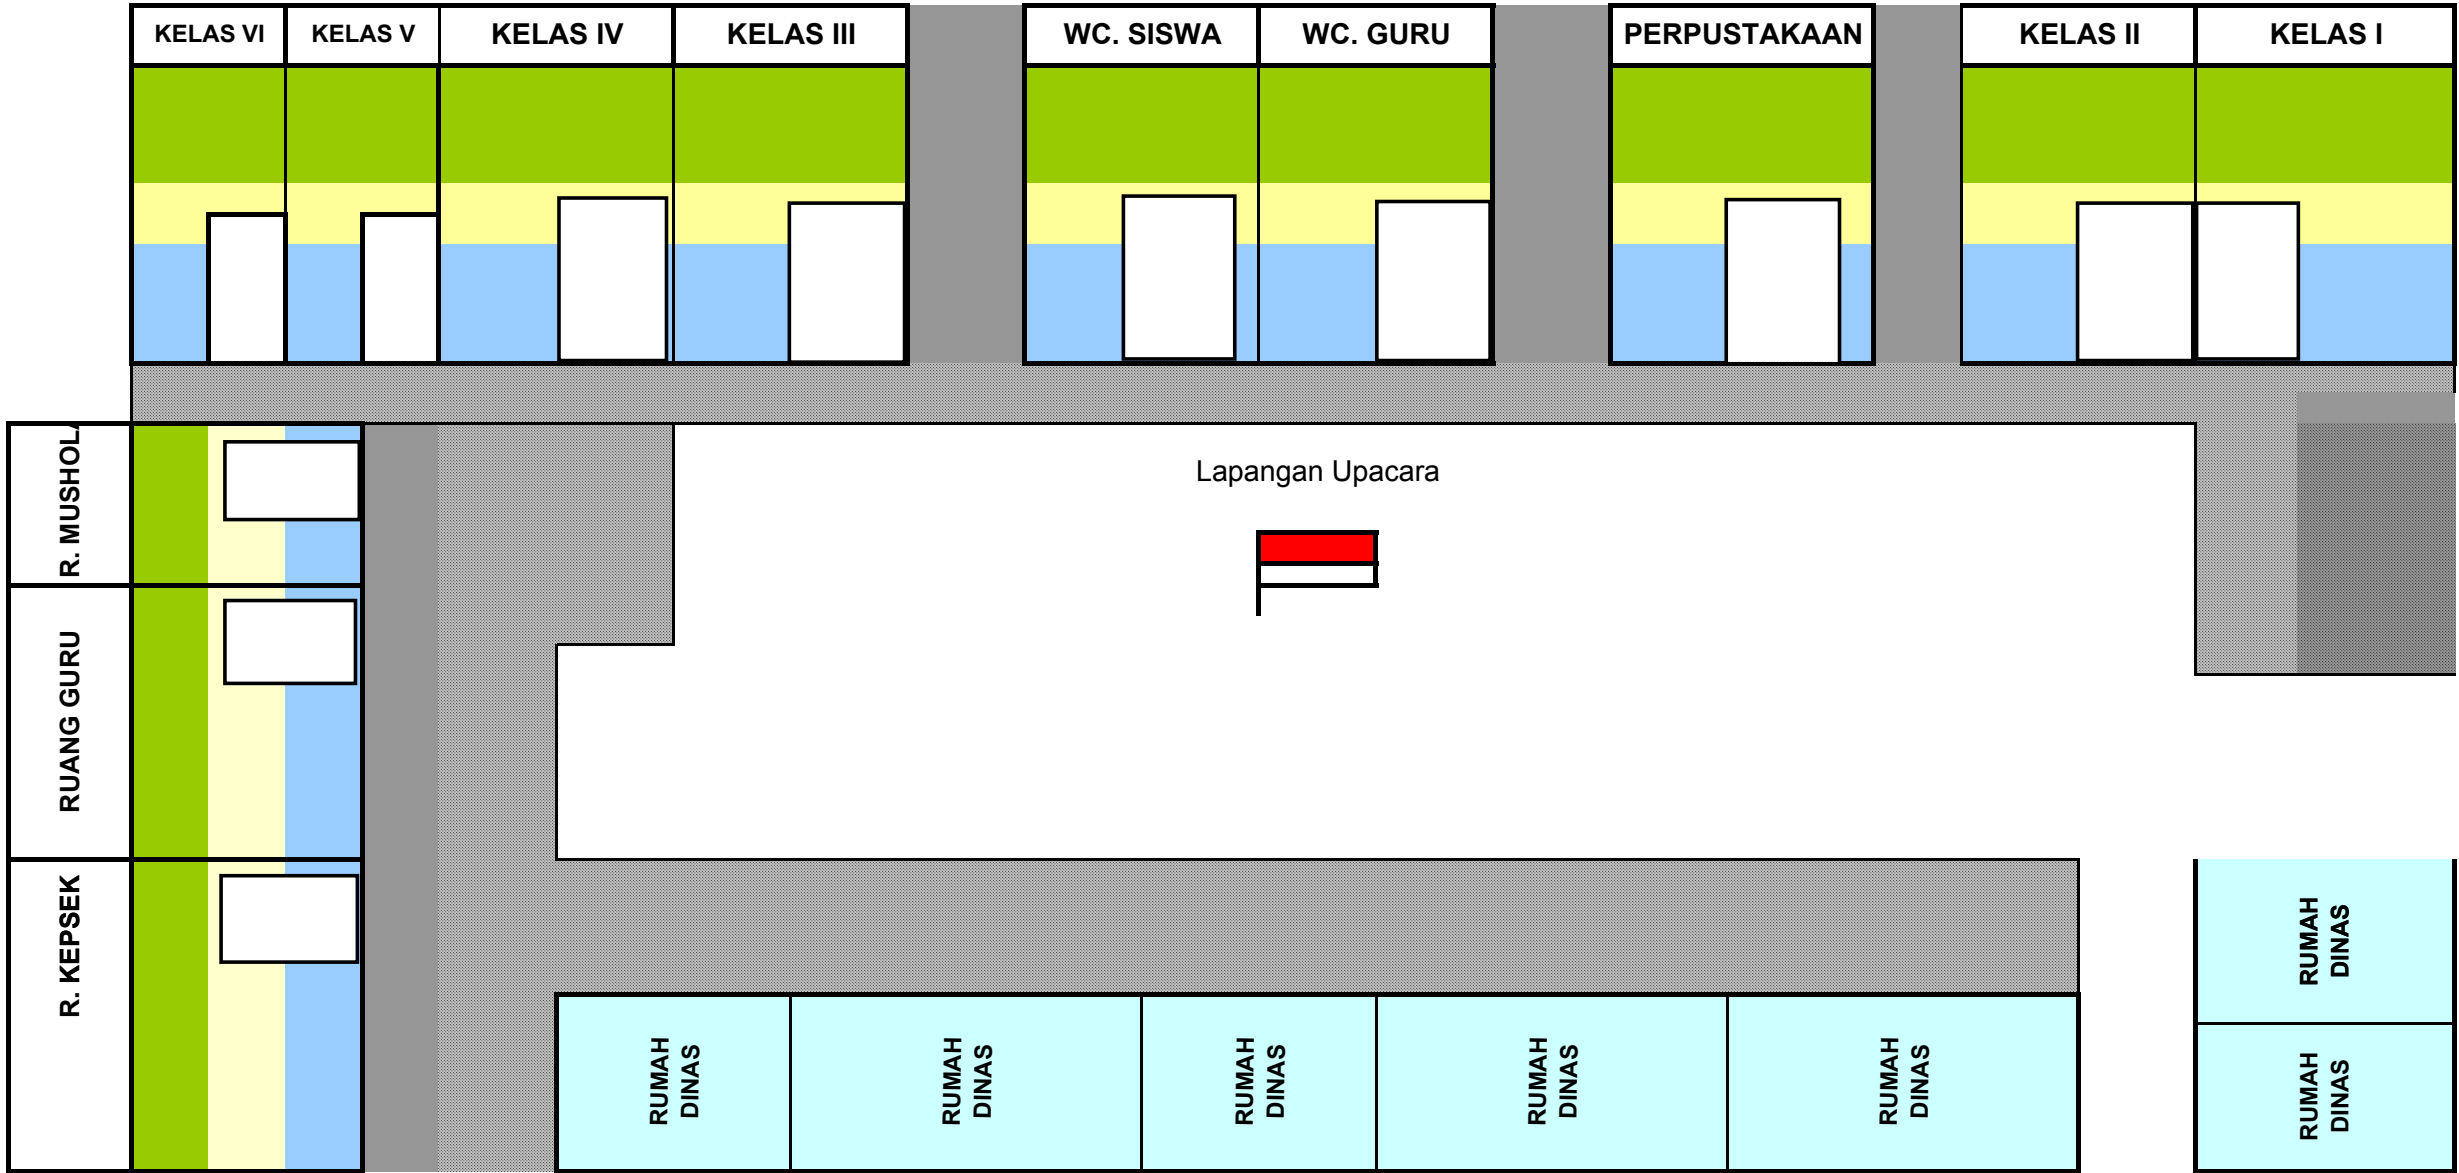 KELAS VI
KELAS V
KELAS IV
KELAS III
WC. SISWA
WC. GURU
PERPUSTAKAAN
KELAS II
KELAS I
R. MUSHOLA
Lapangan Upacara
RUANG GURU
R. KEPSEK
RUMAH
DINAS
RUMAH
DINAS
RUMAH
DINAS
RUMAH
DINAS
RUMAH
DINAS
RUMAH
DINAS
RUMAH
DINAS